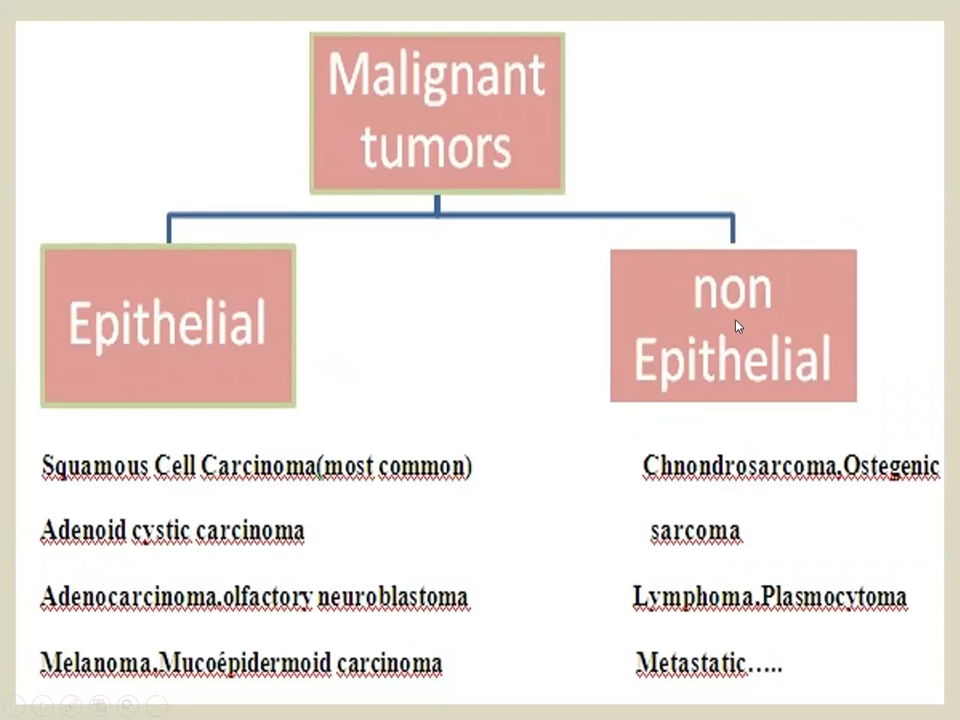 Malignant
tumors
Epithelial
non
Epithelial
Squamous Cell Carcinoma(most common)
Adenoid cystic carcinoma
Adenocarcinoma,olfactory neuroblastoma
Melanoma,Mucoépidermoid carcinoma
Chnondrosarcoma,Ostegenic
sarcoma
Lymphoma,Plasmocytoma
Metastatic.....